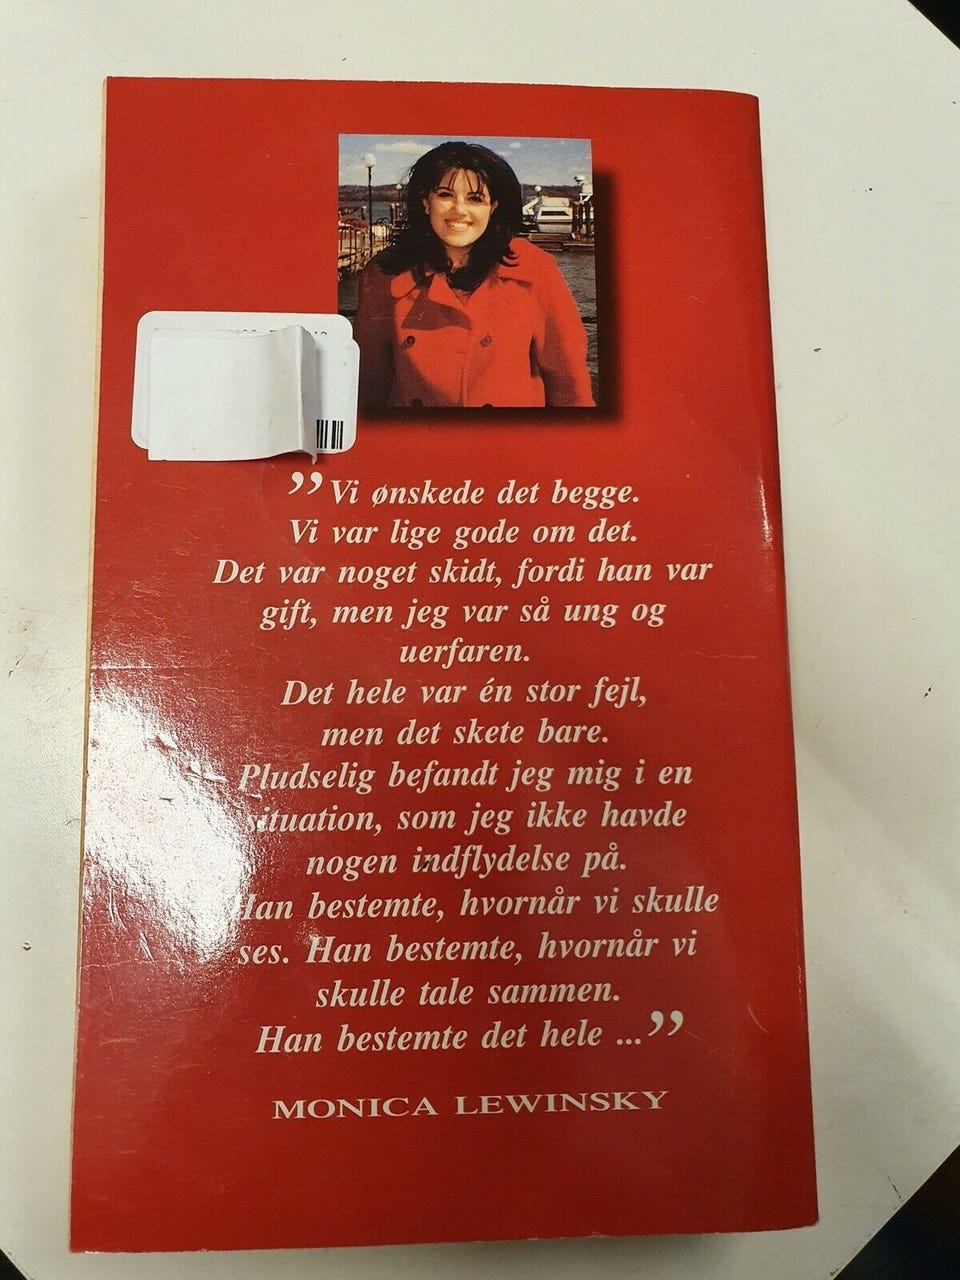 ”Vi ønskede det begge.
Vi var lige gode om det.
Det var noget skidt, fordi han var
gift, men jeg var så ung og
uerfaren.
Det hele var én stor fejl,
men det skete bare.
Pludselig befandt jeg mig i en
situation, som jeg ikke havde
nogen indflydelse på.
Han bestemte, hvornår vi skulle
ses. Han bestemte, hvornår vi
skulle tale sammen.
Han bestemte det hele ...”
MONICA LEWINSKY